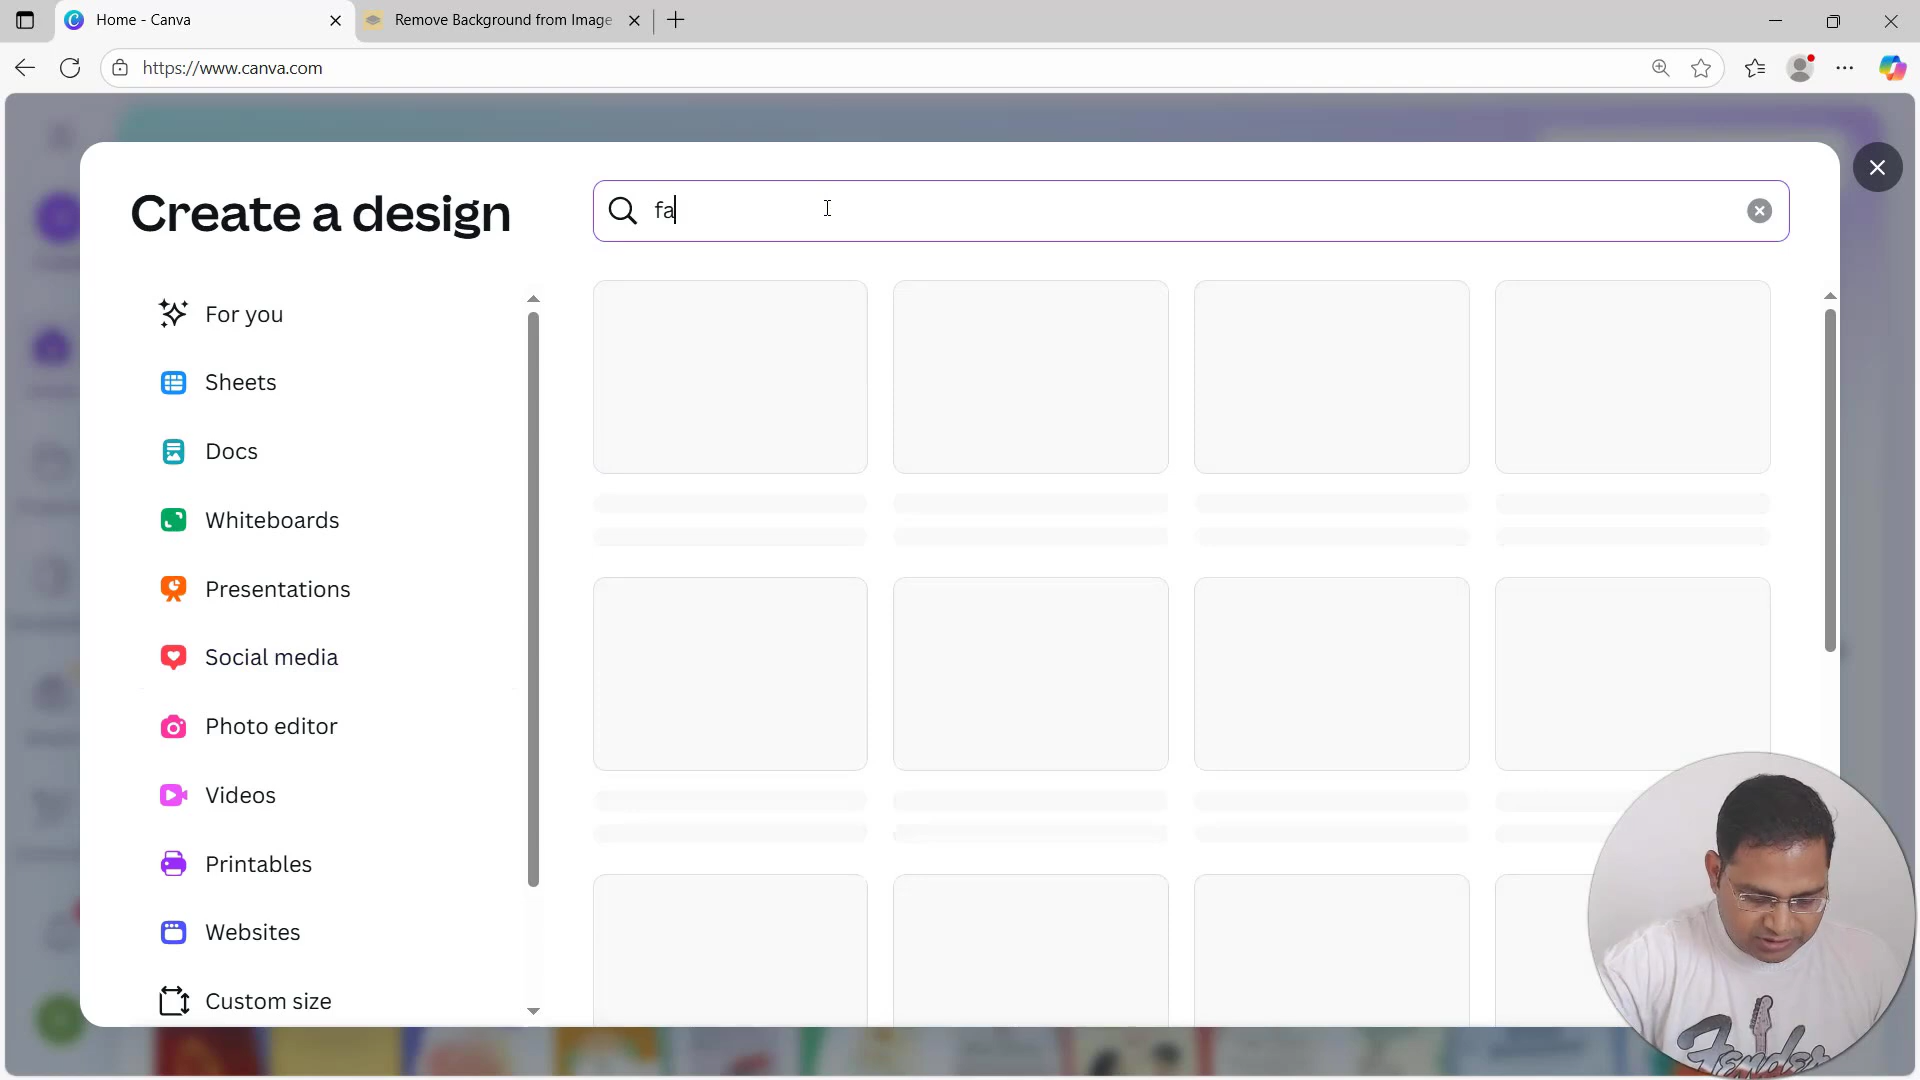 Home - Canva
Remove Background from Image
https://www.canva.com
Create a design
fa
For you
Sheets
Docs
Whiteboards
Presentations
Social media
Photo editor
Videos
Printables
Websites
Custom size
Fender